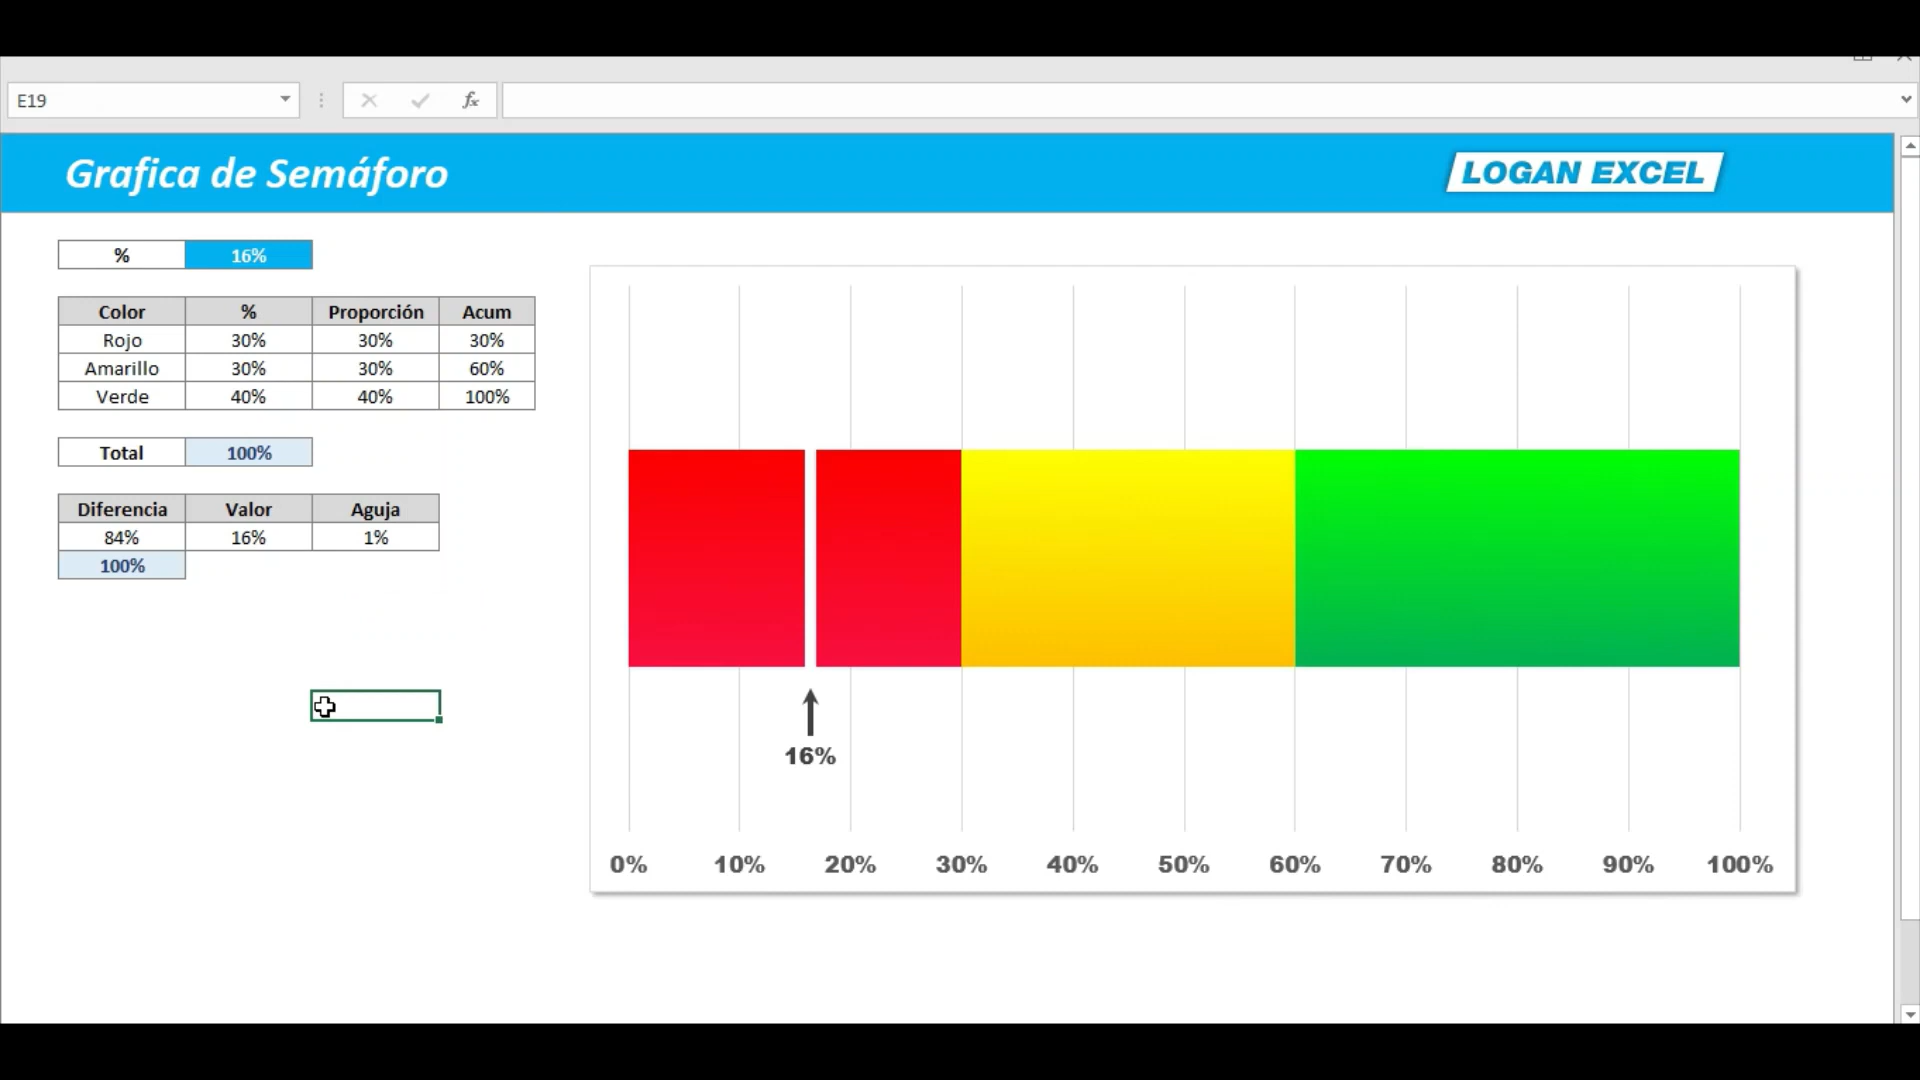 E19
fx
Grafica de Semáforo
LOGAN EXCEL
% 16%
Color % Proporción Acum
Rojo 30% 30% 30%
Amarillo 30% 30% 60%
Verde 40% 40% 100%
Total 100%
Diferencia Valor Aguja
84% 16% 1%
100%
16%
0% 10% 20% 30% 40% 50% 60% 70% 80% 90% 100%